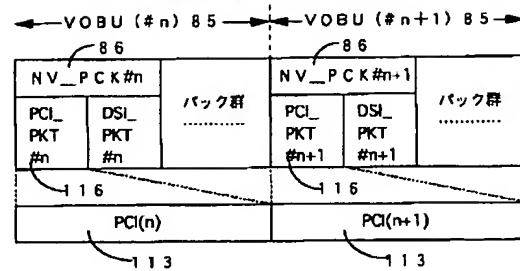 VOBU (#n) 85 VOBU (#n+1) 85
86 86
NV_PCK#n パック群 ............ NV_PCK#n+1 パック群 ............
PCI_ DSI_ PCI_ DSI_
PKT PKT PKT PKT
#n #n #n+1 #n+1
116 116
PCI(n) PCI(n+1)
113 113